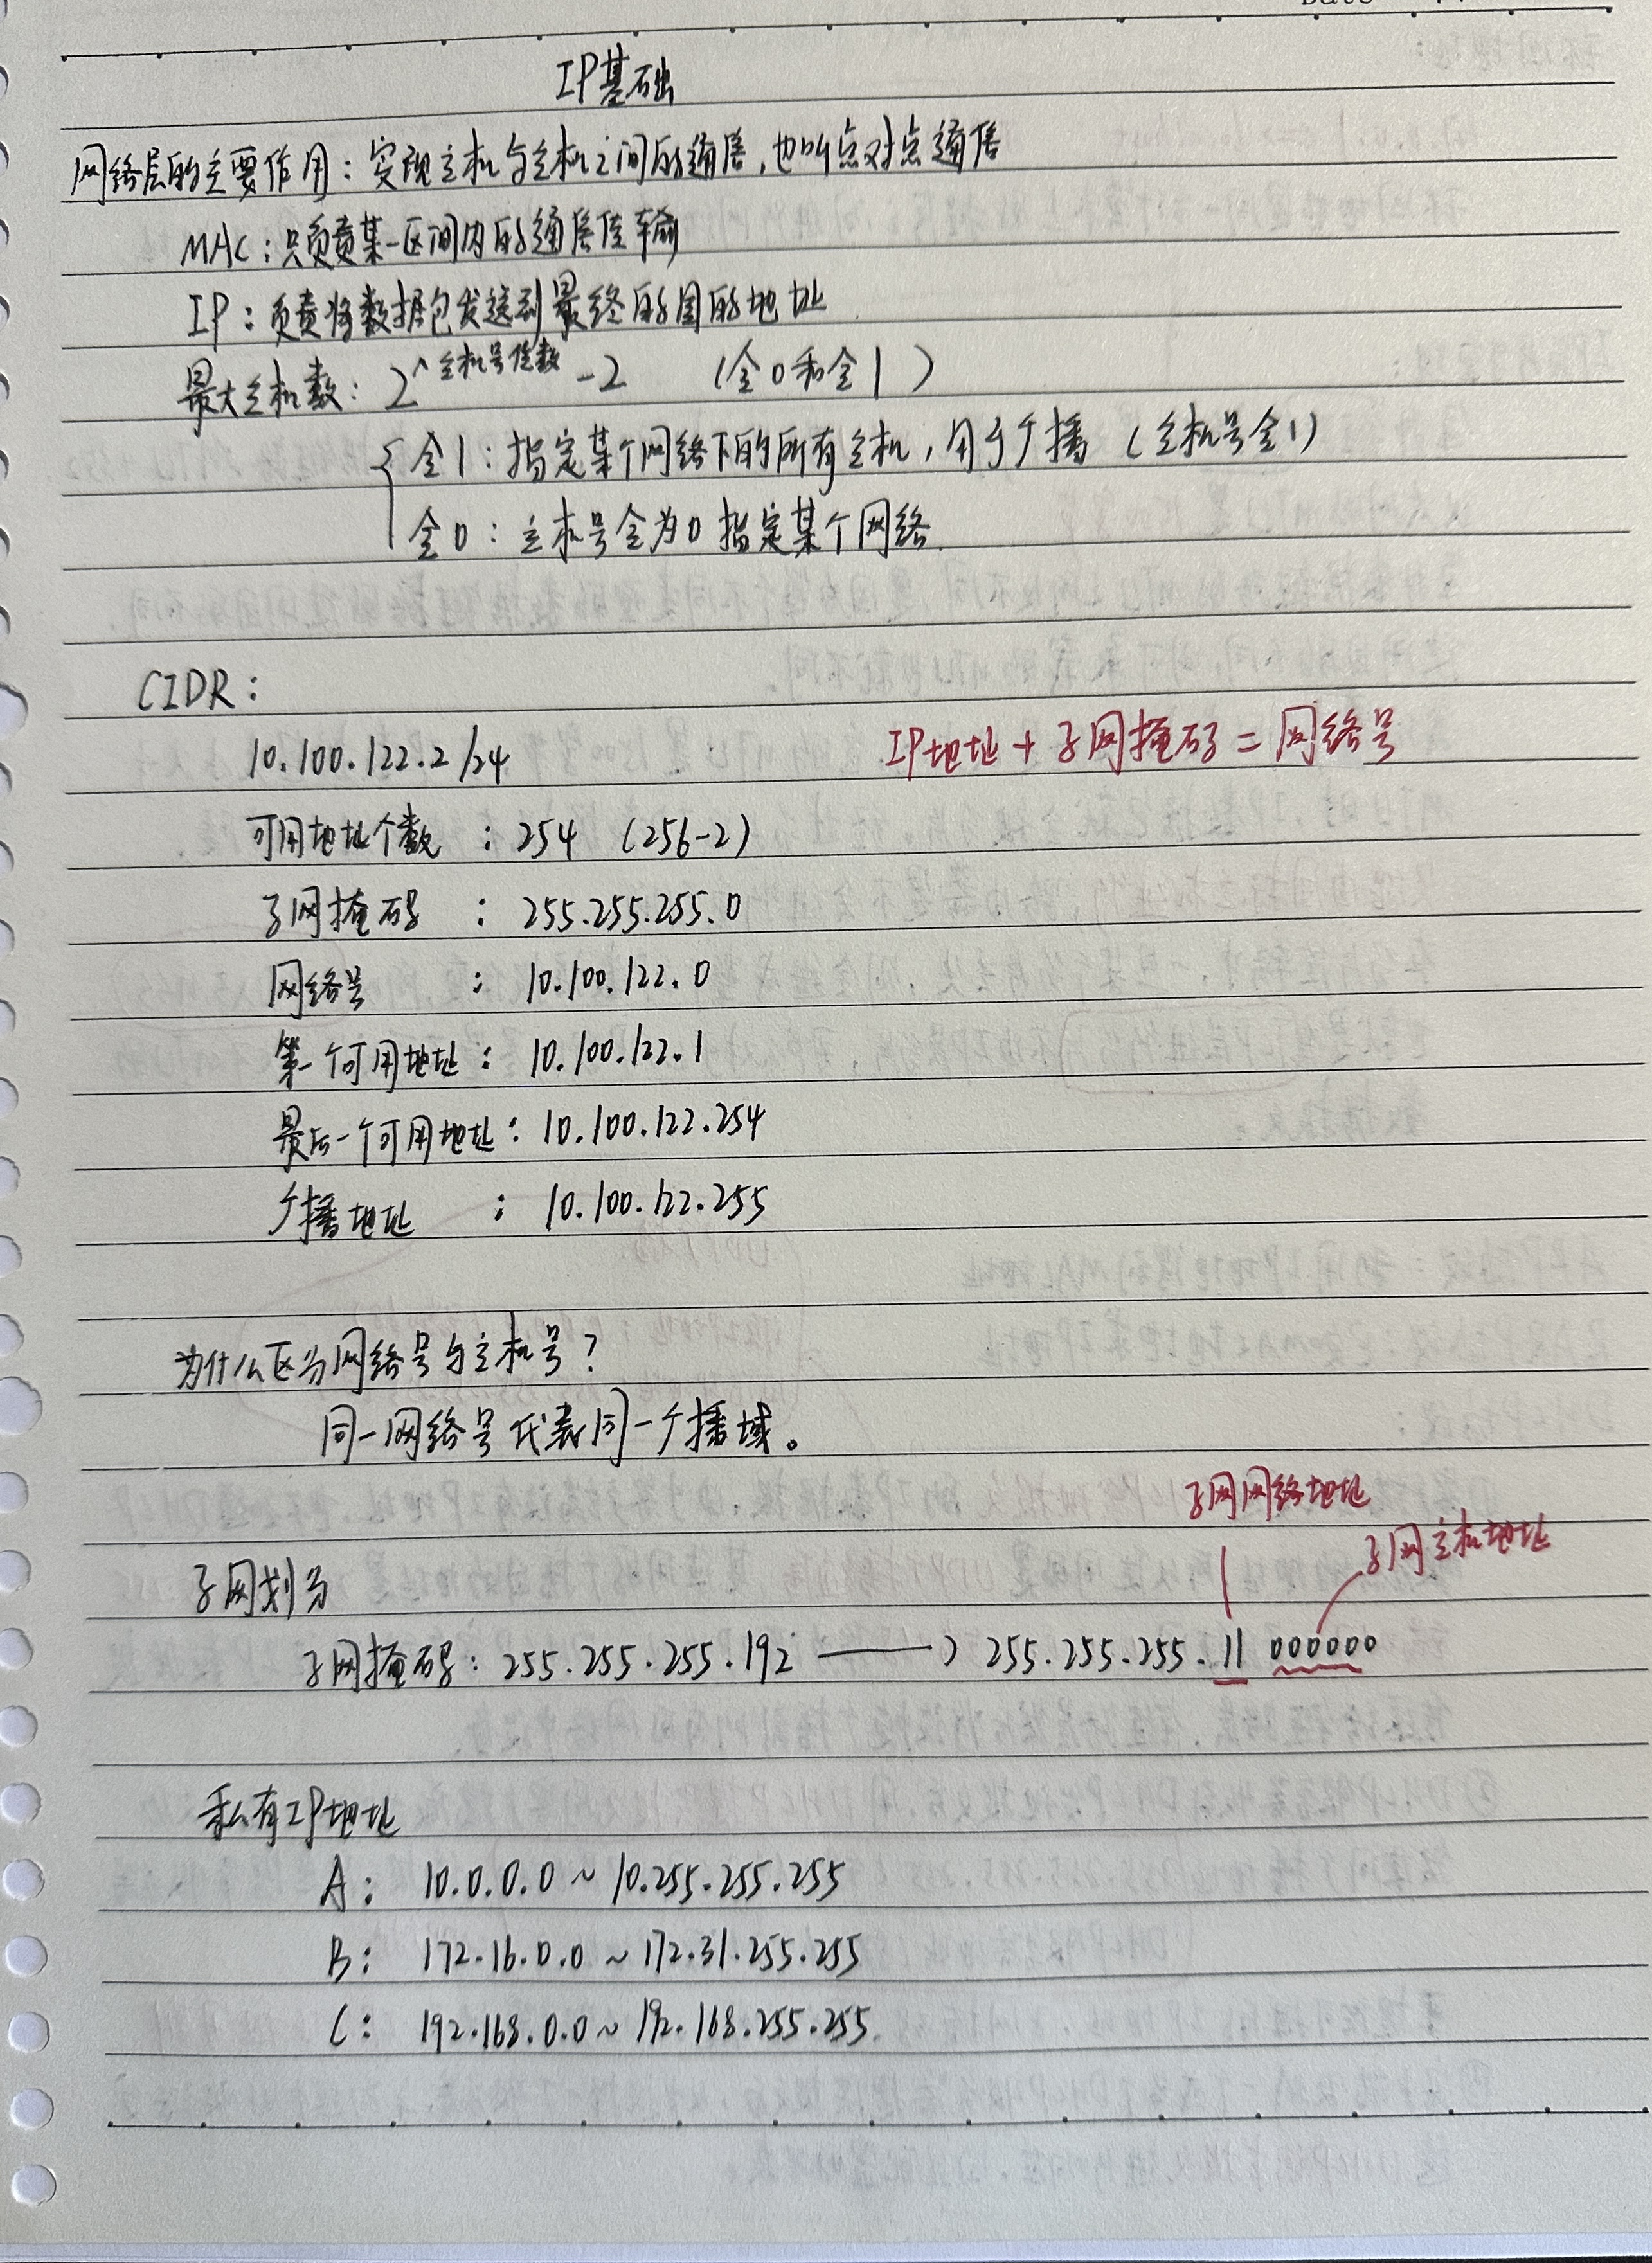 IP基础
网络层的主要作用：实现主机与主机之间的通信，也叫点对点通信
MAC：只负责某一区间内的通信传输
IP：负责将数据包发送到最终的目的地址
最大主机数：2^主机号位数 -2 （全0和全1）
全1：指定某个网络下的所有主机，用于广播（主机号全1）
全0：主机号全为0 指定某个网络
CIDR：
10.100.122.2/24
IP地址 + 子网掩码 = 网络号
可用地址个数 ：254 （256-2）
子网掩码 ：255.255.255.0
网络号 ：10.100.122.0
第一个可用地址：10.100.122.1
最后一个可用地址：10.100.122.254
广播地址 ：10.100.122.255
为什么区分网络号与主机号？
同一网络号代表同一广播域。
子网网络地址
子网主机地址
子网划分
子网掩码：255.255.255.192 ——> 255.255.255.11 000000
私有IP地址
A： 10.0.0.0 ~ 10.255.255.255
B： 172.16.0.0 ~ 172.31.255.255
C： 192.168.0.0 ~ 192.168.255.255